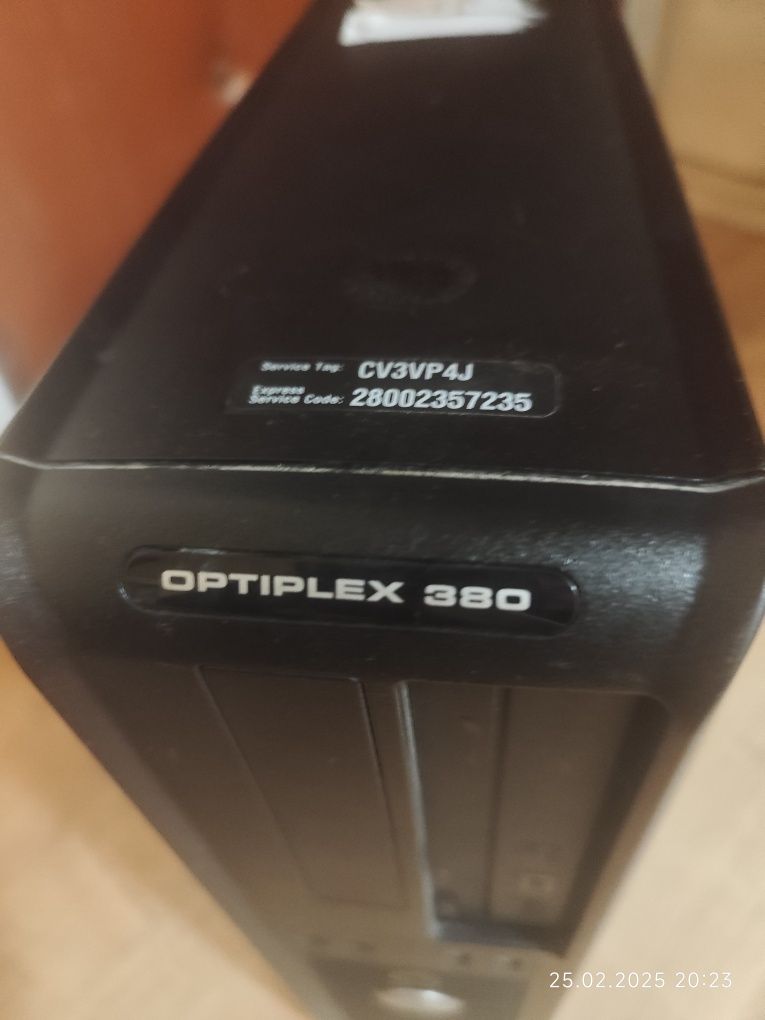 Service Tag: CV3VP4J
Express
Service Code: 28002357235
OPTIPLEX 380
25.02.2025 20:23